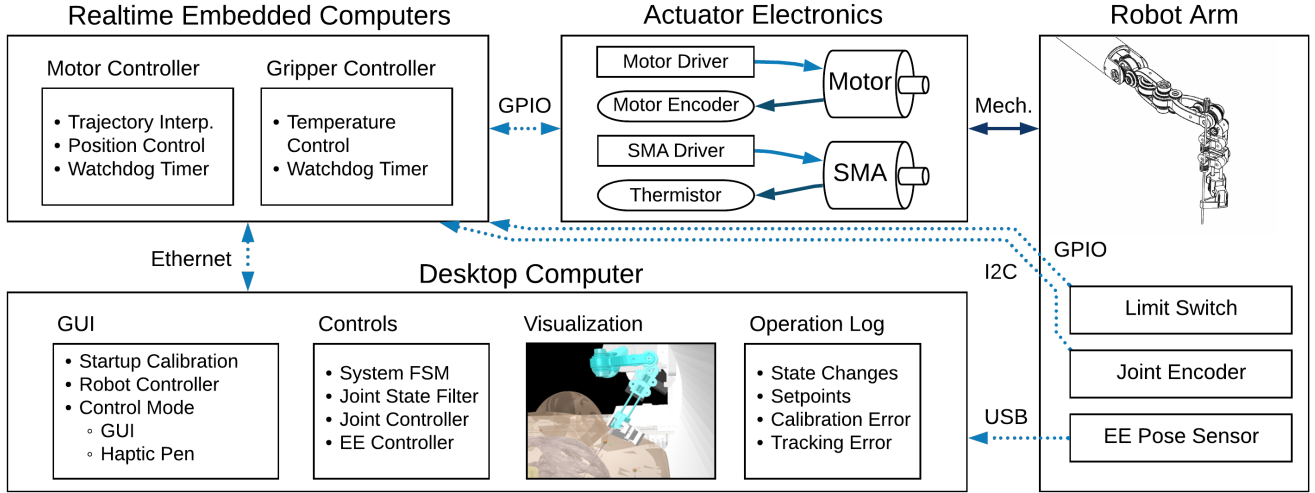 Realtime Embedded Computers
Motor Controller
• Trajectory Interp.
• Position Control
• Watchdog Timer
Gripper Controller
• Temperature
Control
• Watchdog Timer
GPIO
Actuator Electronics
Motor Driver
Motor Encoder
Motor
SMA Driver
Thermistor
SMA
Mech.
Robot Arm
GPIO
I2C
Limit Switch
Joint Encoder
EE Pose Sensor
USB
Ethernet
Desktop Computer
GUI
• Startup Calibration
• Robot Controller
• Control Mode
◦ GUI
◦ Haptic Pen
Controls
• System FSM
• Joint State Filter
• Joint Controller
• EE Controller
Visualization
Operation Log
• State Changes
• Setpoints
• Calibration Error
• Tracking Error